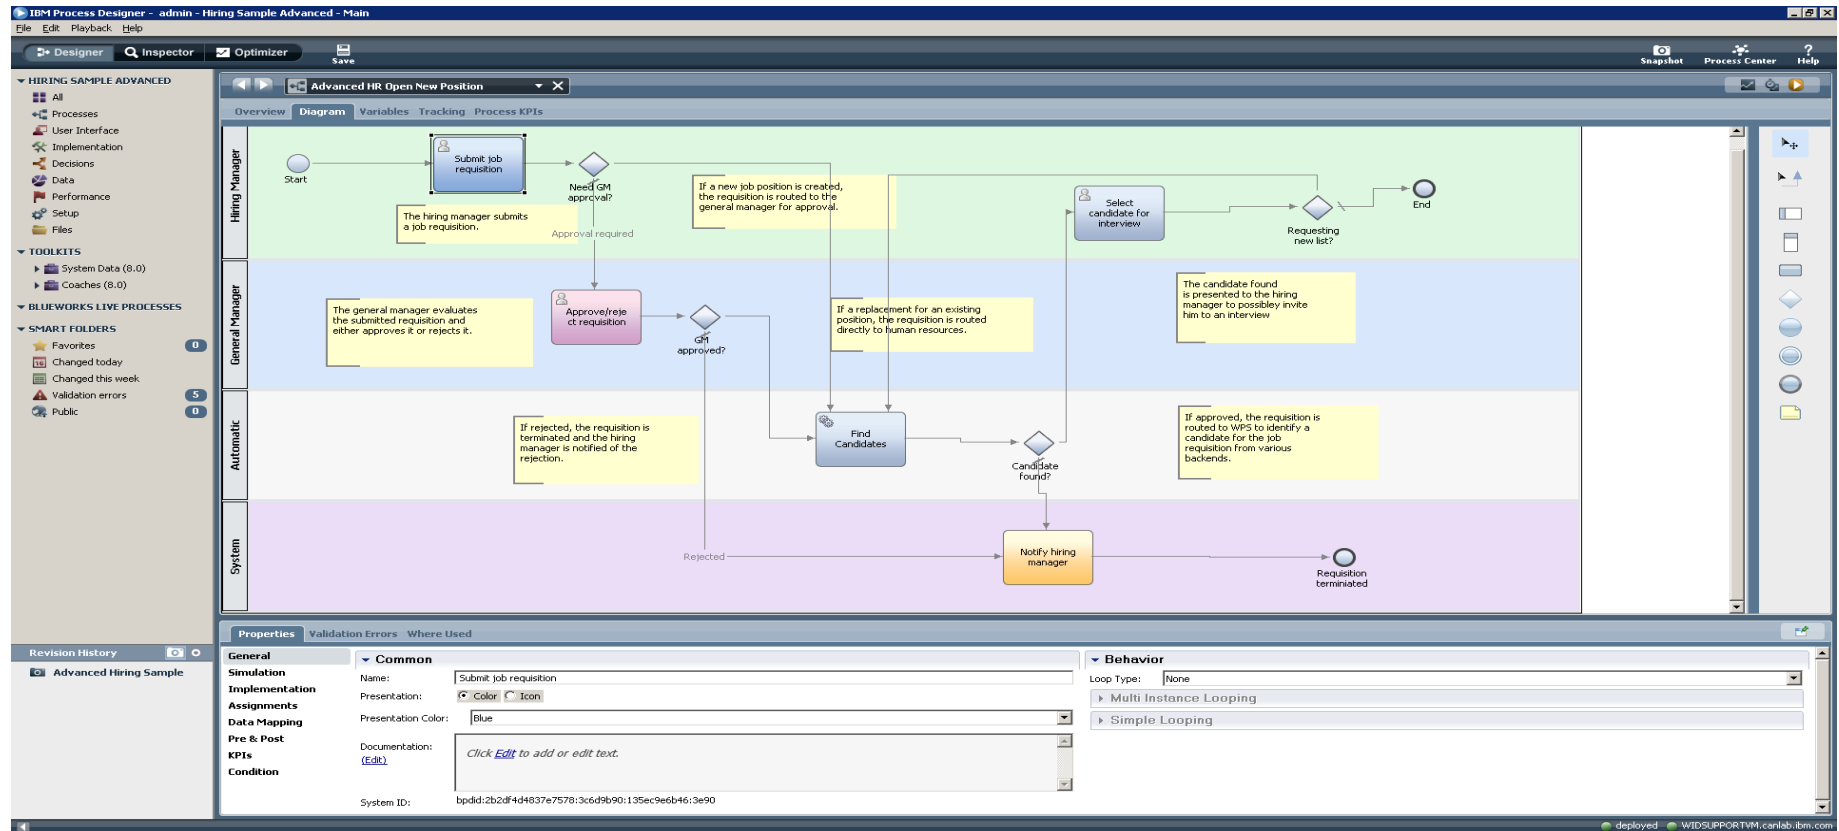 IBM Process Designer - admin - Hiring Sample Advanced - Main
File Edit Playback Help
Designer Inspector Optimizer Save Snapshot Process Center Help
HIRING SAMPLE ADVANCED
All
Processes
User Interface
Implementation
Decisions
Data
Performance
Setup
Files
TOOLKITS
System Data (8.0)
Coaches (8.0)
BLUEWORKS LIVE PROCESSES
SMART FOLDERS
Favorites 0
Changed today
Changed this week
Validation errors 5
Public 0
Revision History
Advanced Hiring Sample
Advanced HR Open New Position
Overview Diagram Variables Tracking Process KPIs
Hiring Manager
Start
Submit job
requisition
Need GM
approval?
The hiring manager submits
a job requisition.
Approval required
If a new job position is created,
the requisition is routed to the
general manager for approval.
Select
candidate for
interview
Requesting
new list?
End
General Manager
The general manager evaluates
the submitted requisition and
either approves it or rejects it.
Approve/reje
ct requisition
GM
approved?
If a replacement for an existing
position, the requisition is routed
directly to human resources.
The candidate found
is presented to the hiring
manager to possibley invite
him to an interview
Automatic
If rejected, the requisition is
terminated and the hiring
manager is notified of the
rejection.
Find
Candidates
Candidate
found?
If approved, the requisition is
routed to WPS to identify a
candidate for the job
requisition from various
backends.
System
Rejected
Notify hiring
manager
Requisition
terminiated
Properties Validation Errors Where Used
General
Simulation
Implementation
Assignments
Data Mapping
Pre & Post
KPIs
Condition
Common
Name: Submit job requisition
Presentation: Color Icon
Presentation Color: Blue
Documentation:
(Edit)
Click Edit to add or edit text.
System ID: bpdid:2b2df4d4837e7578:3c6d9b90:135ec9e6b46:3e90
Behavior
Loop Type: None
Multi Instance Looping
Simple Looping
deployed WIDSUPPORTVM.canlab.ibm.com